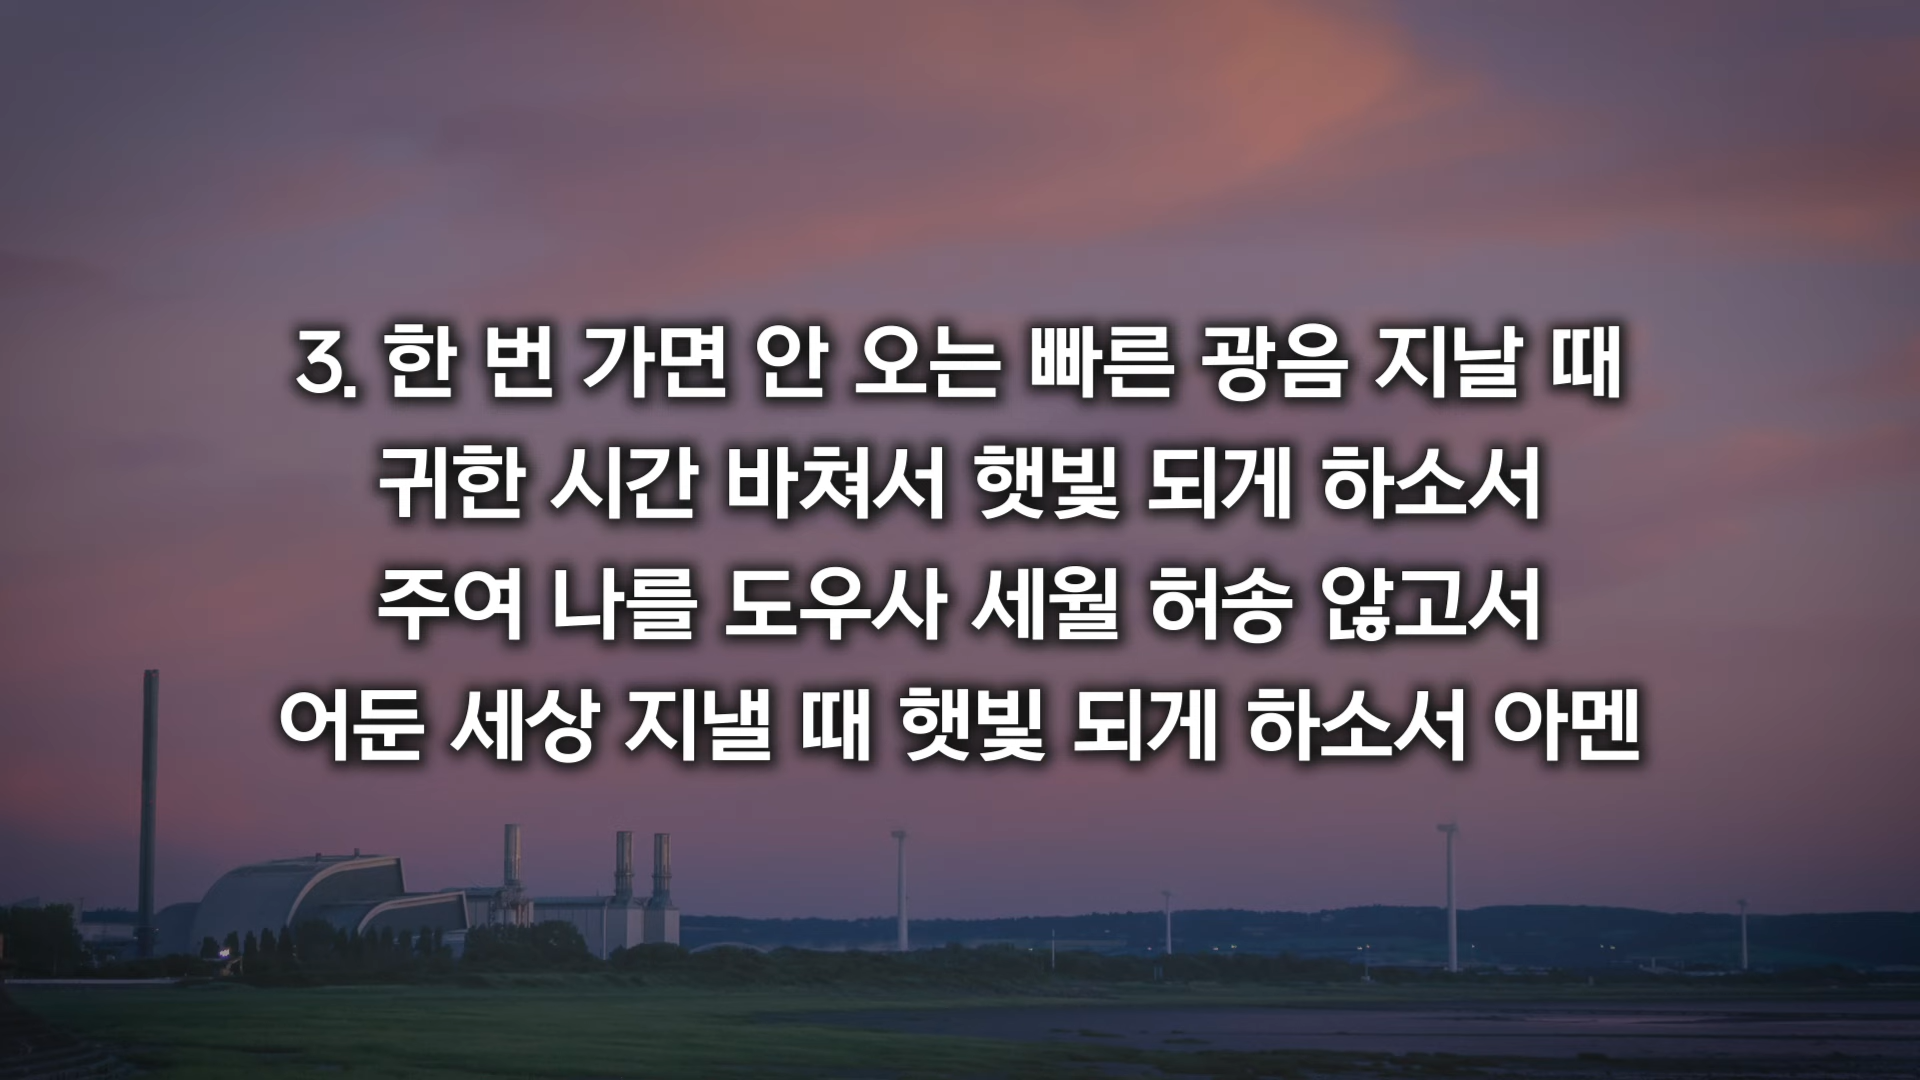 3. 한 번 가면 안 오는 빠른 광음 지날 때
귀한 시간 바쳐서 햇빛 되게 하소서
주여 나를 도우사 세월 허송 않고서
어둔 세상 지낼 때 햇빛 되게 하소서 아멘